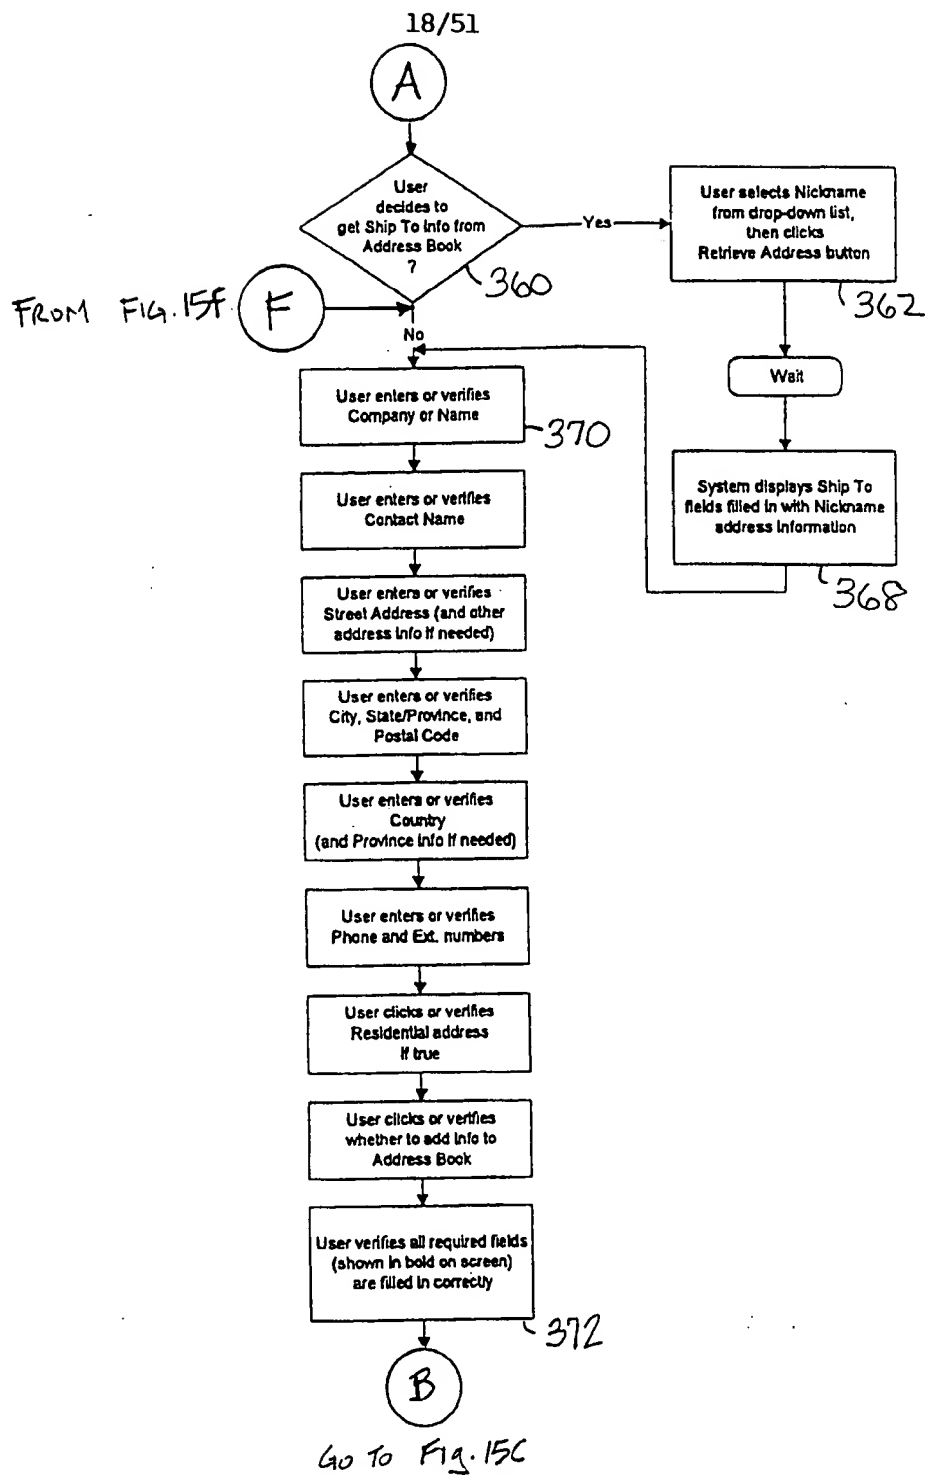 18/51
A
User
decides to
get Ship To Info from
Address Book
?
360
Yes
User selects Nickname
from drop-down list,
then clicks
Retrieve Address button
362
FROM FIG. 15f
F
No
Wait
User enters or verifies
Company or Name
370
System displays Ship To
fields filled in with Nickname
address information
368
User enters or verifies
Contact Name
User enters or verifies
Street Address (and other
address info if needed)
User enters or verifies
City, State/Province, and
Postal Code
User enters or verifies
Country
(and Province info if needed)
User enters or verifies
Phone and Ext. numbers
User clicks or verifies
Residential address
if true
User clicks or verifies
whether to add info to
Address Book
User verifies all required fields
(shown in bold on screen)
are filled in correctly
372
B
Go To Fig. 15C